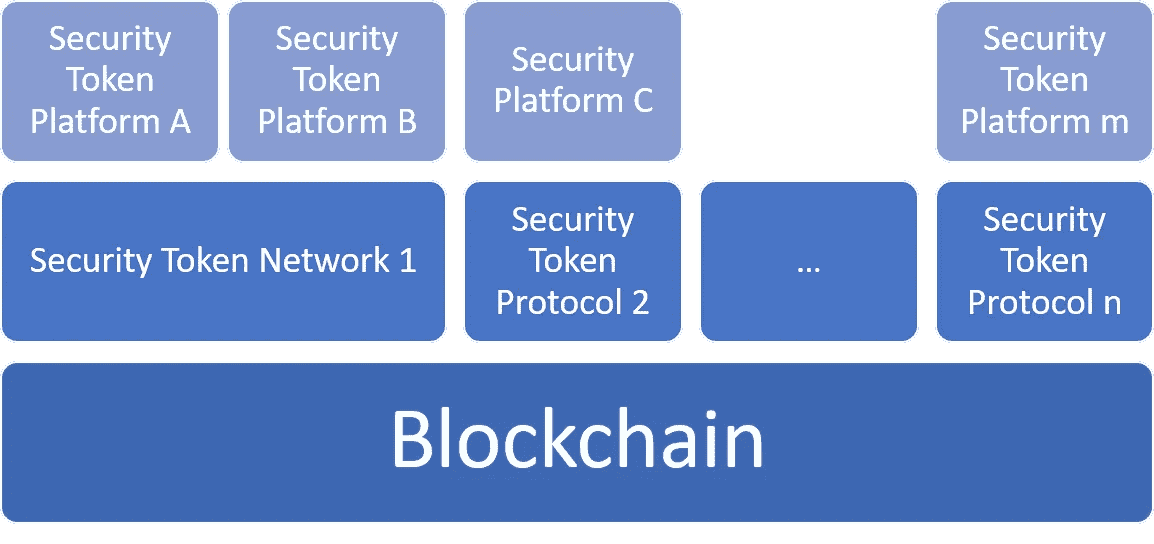 Security
Token
Platform A
Security
Token
Platform B
Security
Platform C
Security
Token
Platform m
Security Token Network 1
Security
Token
Protocol 2
...
Security
Token
Protocol n
Blockchain